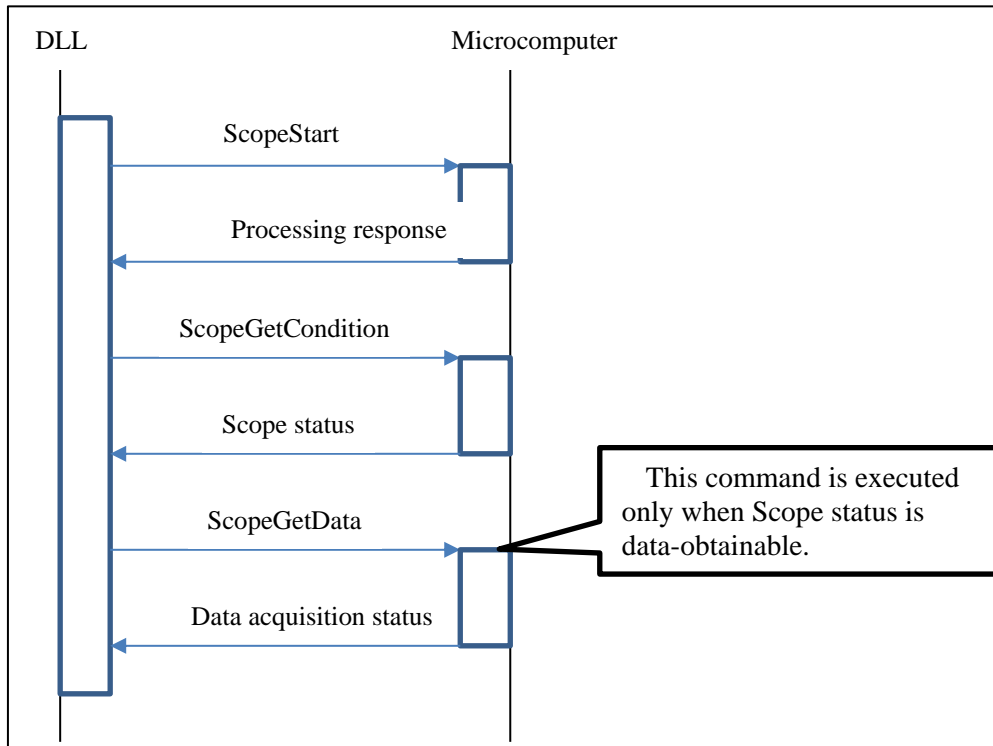 DLL
Microcomputer
ScopeStart
Processing response
ScopeGetCondition
Scope status
This command is executed
only when Scope status is
data-obtainable.
ScopeGetData
Data acquisition status